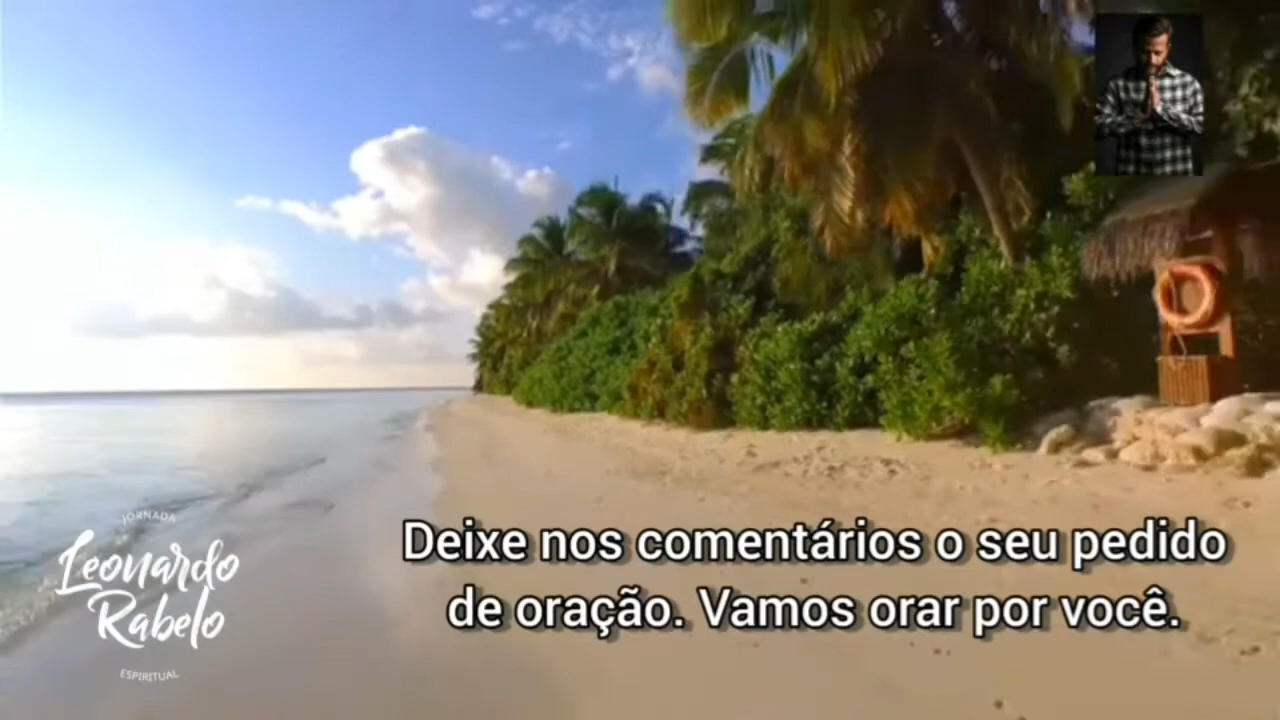 JORNADA
Leonardo
Rabelo
ESPIRITUAL
Deixe nos comentários o seu pedido
de oração. Vamos orar por você.